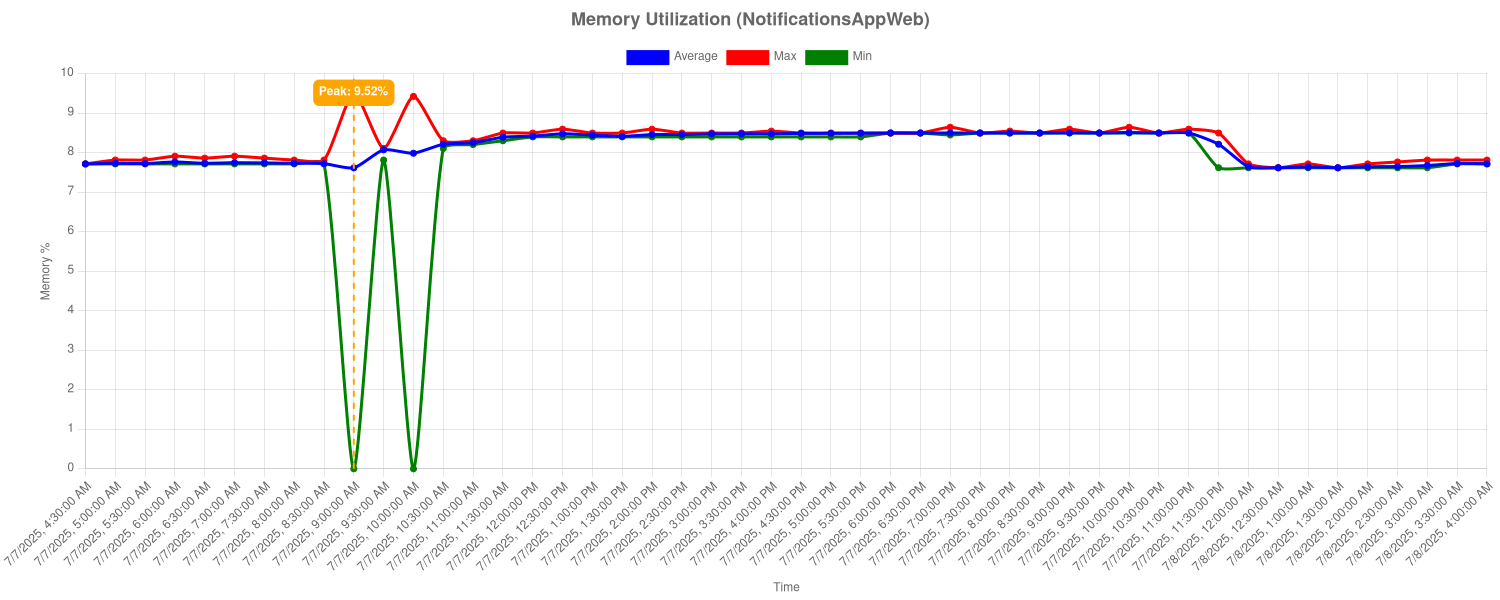 Memory Utilization (NotificationsAppWeb)
Average Max Min
Peak: 9.52%
10
9
8
7
6
5
4
3
2
1
0
Memory %
7/7/2025, 4:30:00 AM
7/7/2025, 5:00:00 AM
7/7/2025, 5:30:00 AM
7/7/2025, 6:00:00 AM
7/7/2025, 6:30:00 AM
7/7/2025, 7:00:00 AM
7/7/2025, 7:30:00 AM
7/7/2025, 8:00:00 AM
7/7/2025, 8:30:00 AM
7/7/2025, 9:00:00 AM
7/7/2025, 9:30:00 AM
7/7/2025, 10:00:00 AM
7/7/2025, 10:30:00 AM
7/7/2025, 11:00:00 AM
7/7/2025, 11:30:00 AM
7/7/2025, 12:00:00 PM
7/7/2025, 12:30:00 PM
7/7/2025, 1:00:00 PM
7/7/2025, 1:30:00 PM
7/7/2025, 2:00:00 PM
7/7/2025, 2:30:00 PM
7/7/2025, 3:00:00 PM
7/7/2025, 3:30:00 PM
7/7/2025, 4:00:00 PM
7/7/2025, 4:30:00 PM
7/7/2025, 5:00:00 PM
7/7/2025, 5:30:00 PM
7/7/2025, 6:00:00 PM
7/7/2025, 6:30:00 PM
7/7/2025, 7:00:00 PM
7/7/2025, 7:30:00 PM
7/7/2025, 8:00:00 PM
7/7/2025, 8:30:00 PM
7/7/2025, 9:00:00 PM
7/7/2025, 9:30:00 PM
7/7/2025, 10:00:00 PM
7/7/2025, 10:30:00 PM
7/7/2025, 11:00:00 PM
7/7/2025, 11:30:00 PM
7/8/2025, 12:00:00 AM
7/8/2025, 12:30:00 AM
7/8/2025, 1:00:00 AM
7/8/2025, 1:30:00 AM
7/8/2025, 2:00:00 AM
7/8/2025, 2:30:00 AM
7/8/2025, 3:00:00 AM
7/8/2025, 3:30:00 AM
7/8/2025, 4:00:00 AM
Time